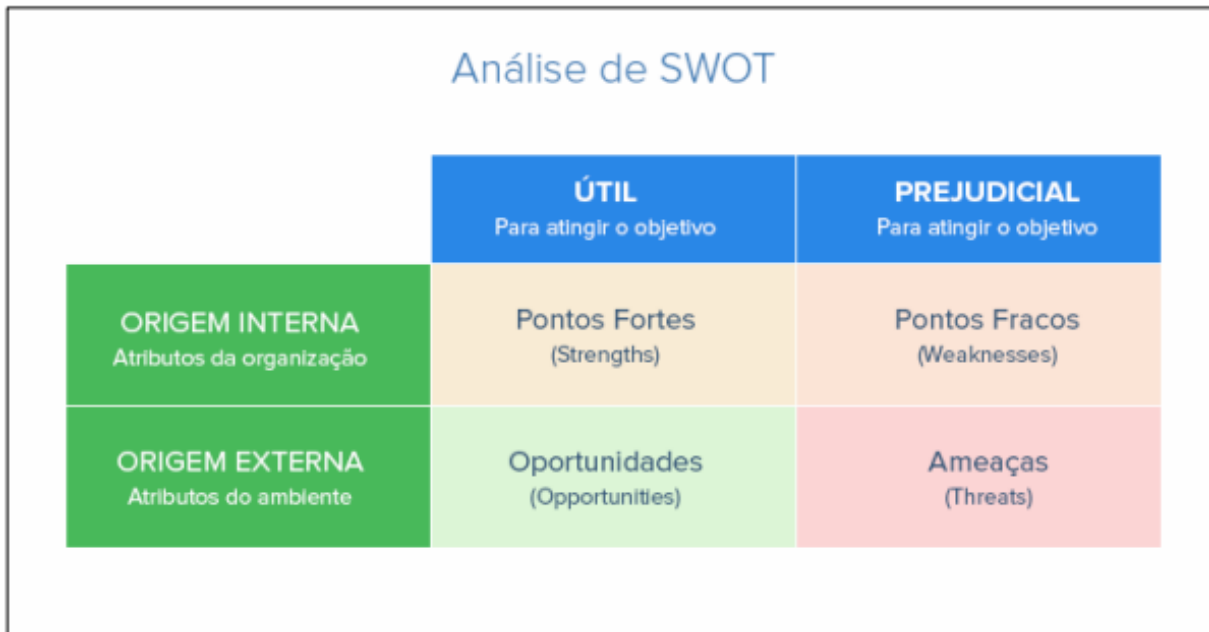 Análise de SWOT
ÚTIL
Para atingir o objetivo
PREJUDICIAL
Para atingir o objetivo
ORIGEM INTERNA
Atributos da organização
Pontos Fortes
(Strengths)
Pontos Fracos
(Weaknesses)
ORIGEM EXTERNA
Atributos do ambiente
Oportunidades
(Opportunities)
Ameaças
(Threats)